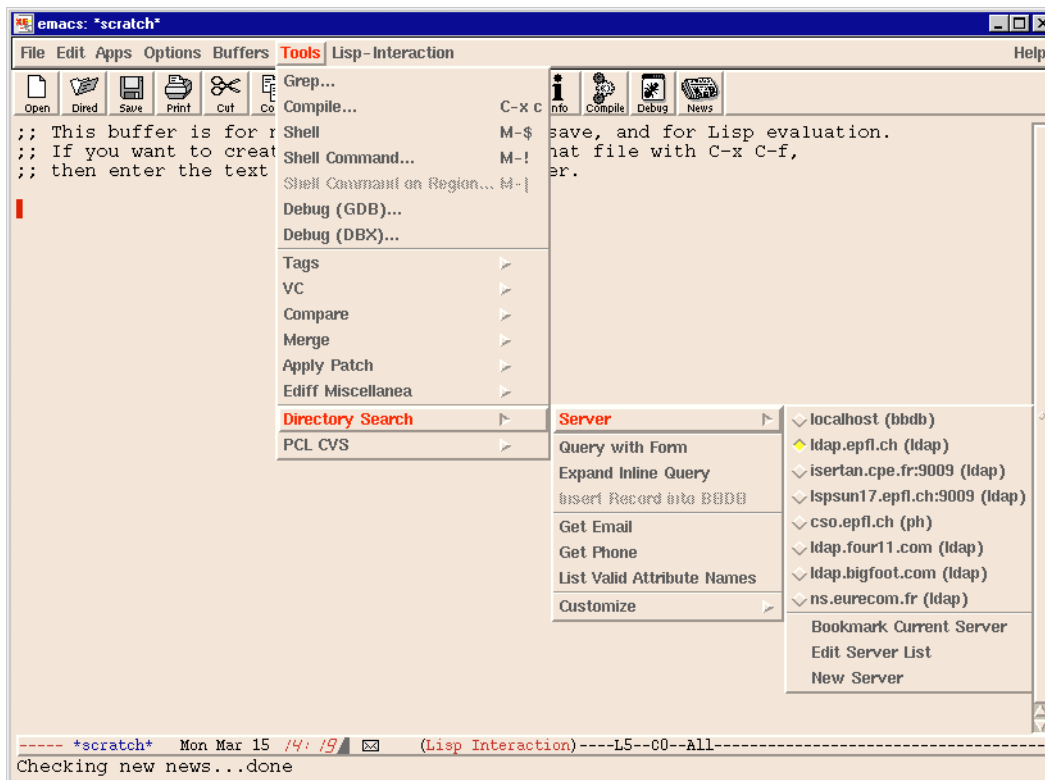 emacs: *scratch*
File Edit Apps Options Buffers Tools Lisp-Interaction Help
Open Dired Save Print Cut Co nfo Compile Debug News
;; This buffer is for save, and for Lisp evaluation.
;; If you want to creat hat file with C-x C-f,
;; then enter the text er.
Grep...
Compile... C-x c
Shell M-$
Shell Command... M-!
Shell Command on Region... M-|
Debug (GDB)...
Debug (DBX)...
Tags
VC
Compare
Merge
Apply Patch
Ediff Miscellanea
Directory Search
PCL CVS
Server
Query with Form
Expand Inline Query
Insert Record into BBDB
Get Email
Get Phone
List Valid Attribute Names
Customize
localhost (bbdb)
ldap.epfl.ch (ldap)
isertan.cpe.fr:9009 (ldap)
lspsun17.epfl.ch:9009 (ldap)
cso.epfl.ch (ph)
ldap.four11.com (ldap)
ldap.bigfoot.com (ldap)
ns.eurecom.fr (ldap)
Bookmark Current Server
Edit Server List
New Server
----- *scratch* Mon Mar 15 14:19 (Lisp Interaction)----L5--C0--All------------------------------------
Checking new news...done